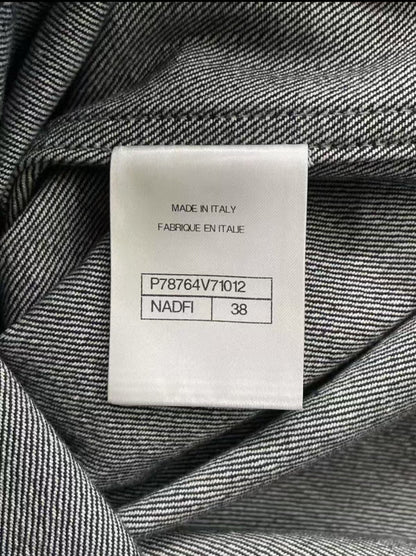 MADE IN ITALY
FABRIQUE EN ITALIE
P78764V71012
NADFI 38